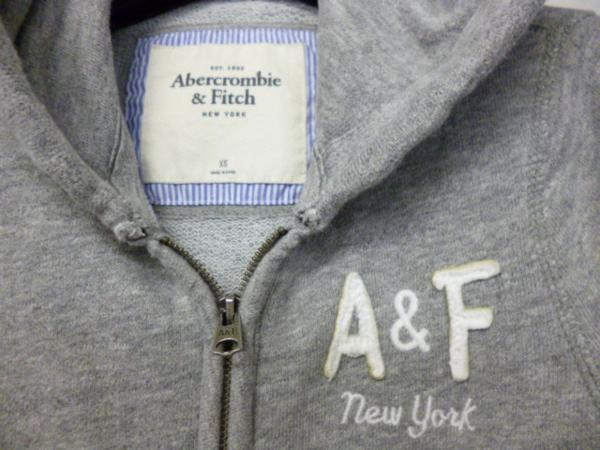 EST. 1892
Abercrombie
& Fitch
NEW YORK
XS
A&F
A&F
New York